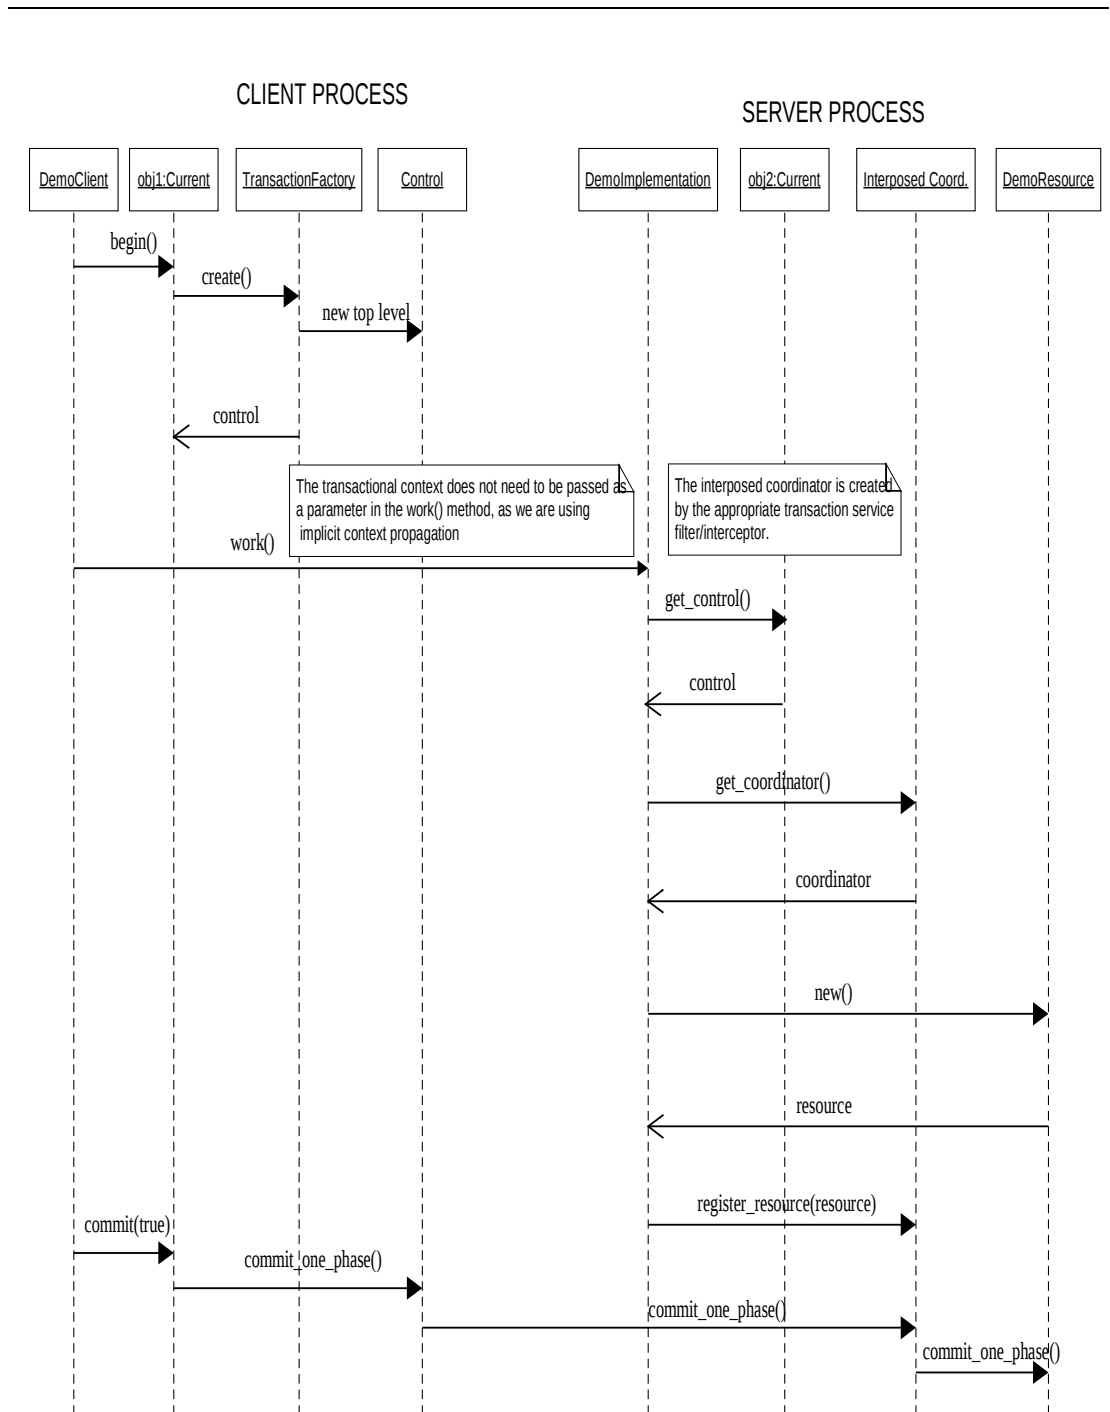 CLIENT PROCESS
SERVER PROCESS
DemoClient
obj1:Current
TransactionFactory
Control
DemoImplementation
obj2:Current
Interposed Coord.
DemoResource
begin()
create()
new top level
control
The transactional context does not need to be passed as
a parameter in the work() method, as we are using
implicit context propagation
The interposed coordinator is created
by the appropriate transaction service
filter/interceptor.
work()
get_control()
control
get_coordinator()
coordinator
new()
resource
register_resource(resource)
commit(true)
commit_one_phase()
commit_one_phase()
commit_one_phase()